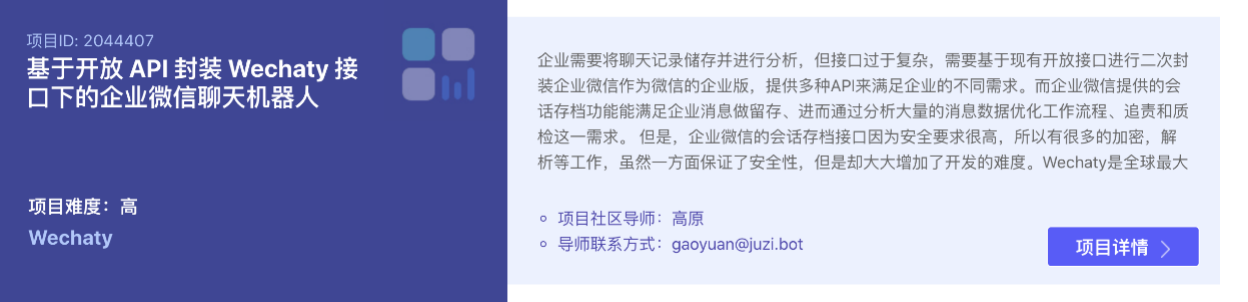 项目ID: 2044407
基于开放 API 封装 Wechaty 接
口下的企业微信聊天机器人
项目难度：高
Wechaty
企业需要将聊天记录储存并进行分析，但接口过于复杂，需要基于现有开放接口进行二次封
装企业微信作为微信的企业版，提供多种API来满足企业的不同需求。而企业微信提供的会
话存档功能能满足企业消息做留存、进而通过分析大量的消息数据优化工作流程、追责和质
检这一需求。 但是，企业微信的会话存档接口因为安全要求很高，所以有很多的加密，解
析等工作，虽然一方面保证了安全性，但是却大大增加了开发的难度。Wechaty是全球最大
项目社区导师：高原
导师联系方式：gaoyuan@juzi.bot
项目详情